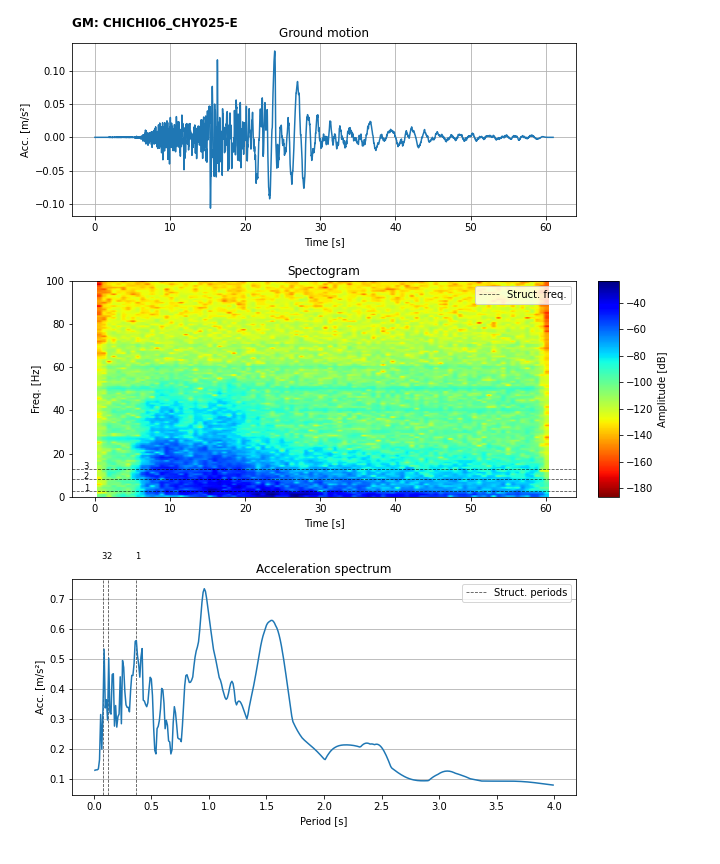 GM: CHICHI06_CHY025-E
Ground motion
Acc. [m/s²]
0.10
0.05
0.00
−0.05
−0.10
0 10 20 30 40 50 60
Time [s]
Spectogram
Freq. [Hz]
100
80
60
40
20
0
3
2
1
Struct. freq.
0 10 20 30 40 50 60
Time [s]
−40
−60
−80
−100
−120
−140
−160
−180
Amplitude [dB]
32 1
Acceleration spectrum
Acc. [m/s²]
0.7
0.6
0.5
0.4
0.3
0.2
0.1
Struct. periods
0.0 0.5 1.0 1.5 2.0 2.5 3.0 3.5 4.0
Period [s]